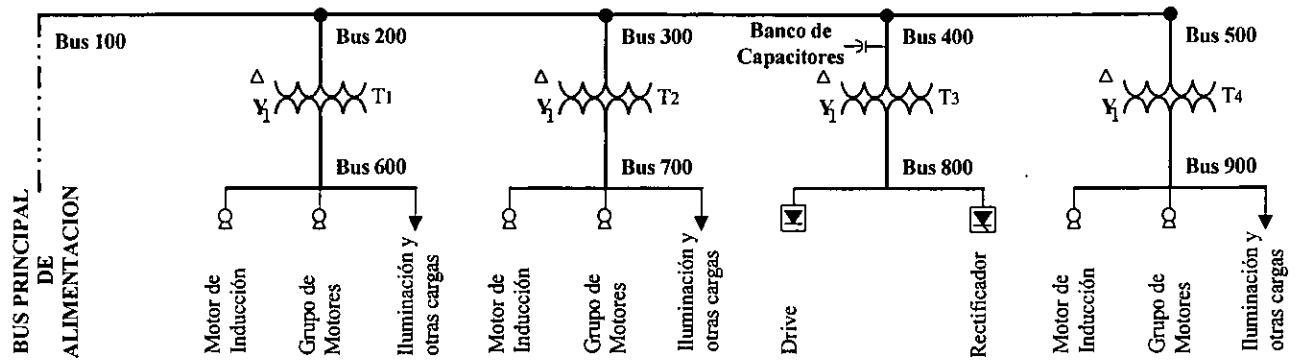 Bus 100
Bus 200
Bus 300
Banco de
Capacitores
Bus 400
Bus 500
Δ
Y
T1
Δ
Y
T2
Δ
Y
T3
Δ
Y
T4
Bus 600
Bus 700
Bus 800
Bus 900
BUS PRINCIPAL
DE
ALIMENTACION
Motor de
Inducción
Grupo de
Motores
Iluminación y
otras cargas
Motor de
Inducción
Grupo de
Motores
Iluminación y
otras cargas
Drive
Rectificador
Motor de
Inducción
Grupo de
Motores
Iluminación y
otras cargas